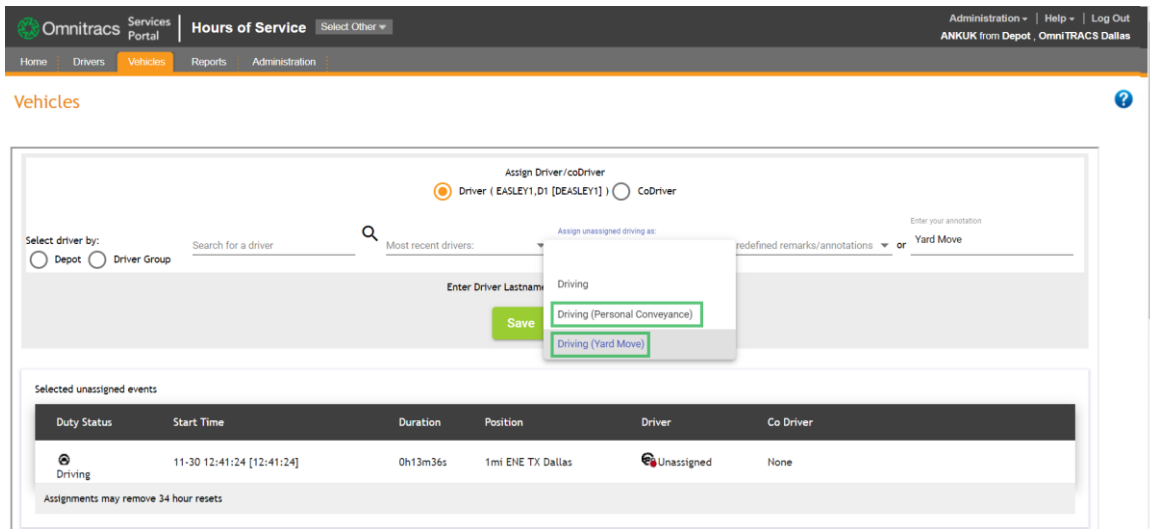 Omnitracs Services Portal Hours of Service Select Other
Administration | Help | Log Out
ANKUK from Depot , OmniTRACS Dallas
Home Drivers Vehicles Reports Administration
Vehicles
?
Assign Driver/coDriver
Driver ( EASLEY1,D1 [DEASLEY1] ) CoDriver
Select driver by:
Depot Driver Group
Search for a driver
Most recent drivers:
Assign unassigned driving as:
Driving
Driving (Personal Conveyance)
Driving (Yard Move)
redefined remarks/annotations or
Enter your annotation
Yard Move
Enter Driver Lastname
Save
Selected unassigned events
Duty Status Start Time Duration Position Driver Co Driver
Driving 11-30 12:41:24 [12:41:24] 0h13m36s 1mi ENE TX Dallas Unassigned None
Assignments may remove 34 hour resets